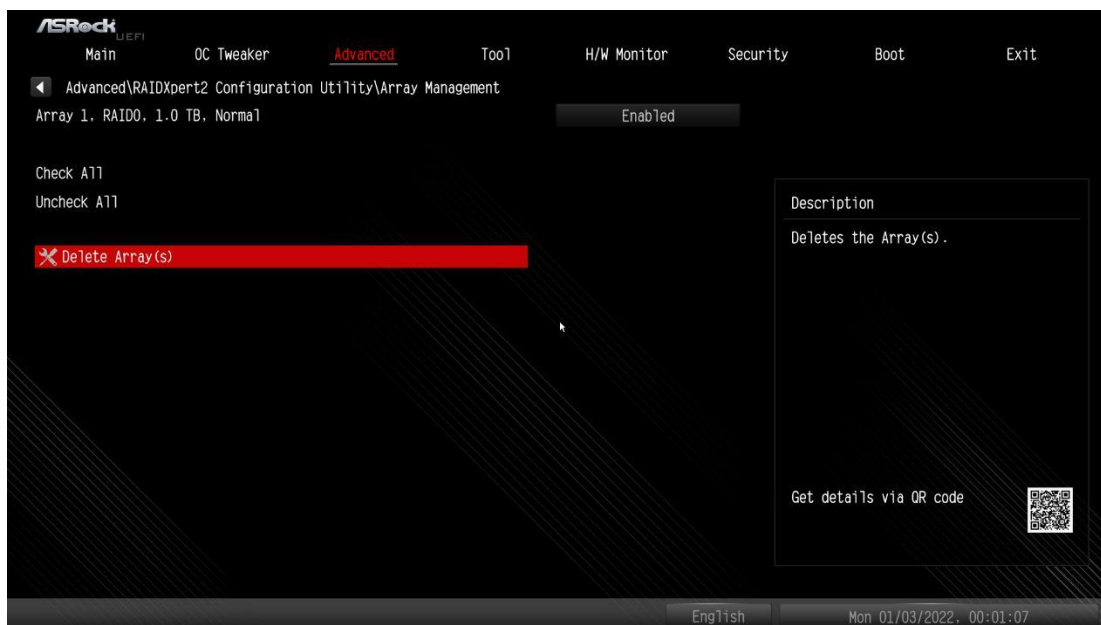 ASRock UEFI
Main OC Tweaker Advanced Tool H/W Monitor Security Boot Exit
Advanced\RAIDXpert2 Configuration Utility\Array Management
Array 1, RAID0, 1.0 TB, Normal Enabled
Check All
Uncheck All
Description
Deletes the Array(s).
Delete Array(s)
Get details via QR code
English Mon 01/03/2022, 00:01:07